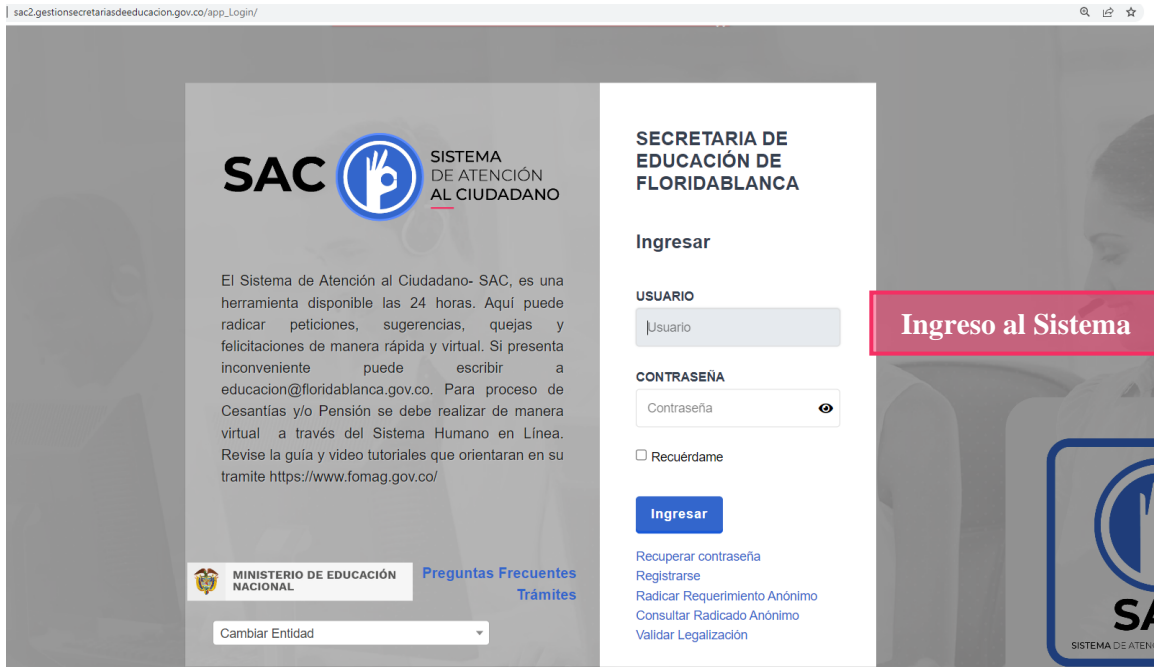 sac2.gestionsecretariasdeeducacion.gov.co/app_Login/
SAC
SISTEMA
DE ATENCIÓN
AL CIUDADANO
El Sistema de Atención al Ciudadano- SAC, es una
herramienta disponible las 24 horas. Aquí puede
radicar peticiones, sugerencias, quejas y
felicitaciones de manera rápida y virtual. Si presenta
inconveniente puede escribir a
educacion@floridablanca.gov.co. Para proceso de
Cesantías y/o Pensión se debe realizar de manera
virtual a través del Sistema Humano en Línea.
Revise la guía y video tutoriales que orientaran en su
tramite https://www.fomag.gov.co/
MINISTERIO DE EDUCACIÓN
NACIONAL
Preguntas Frecuentes
Trámites
Cambiar Entidad
SECRETARIA DE
EDUCACIÓN DE
FLORIDABLANCA
Ingresar
USUARIO
Usuario
CONTRASEÑA
Contraseña
Recuérdame
Ingresar
Recuperar contraseña
Registrarse
Radicar Requerimiento Anónimo
Consultar Radicado Anónimo
Validar Legalización
Ingreso al Sistema
SISTEMA DE ATEN